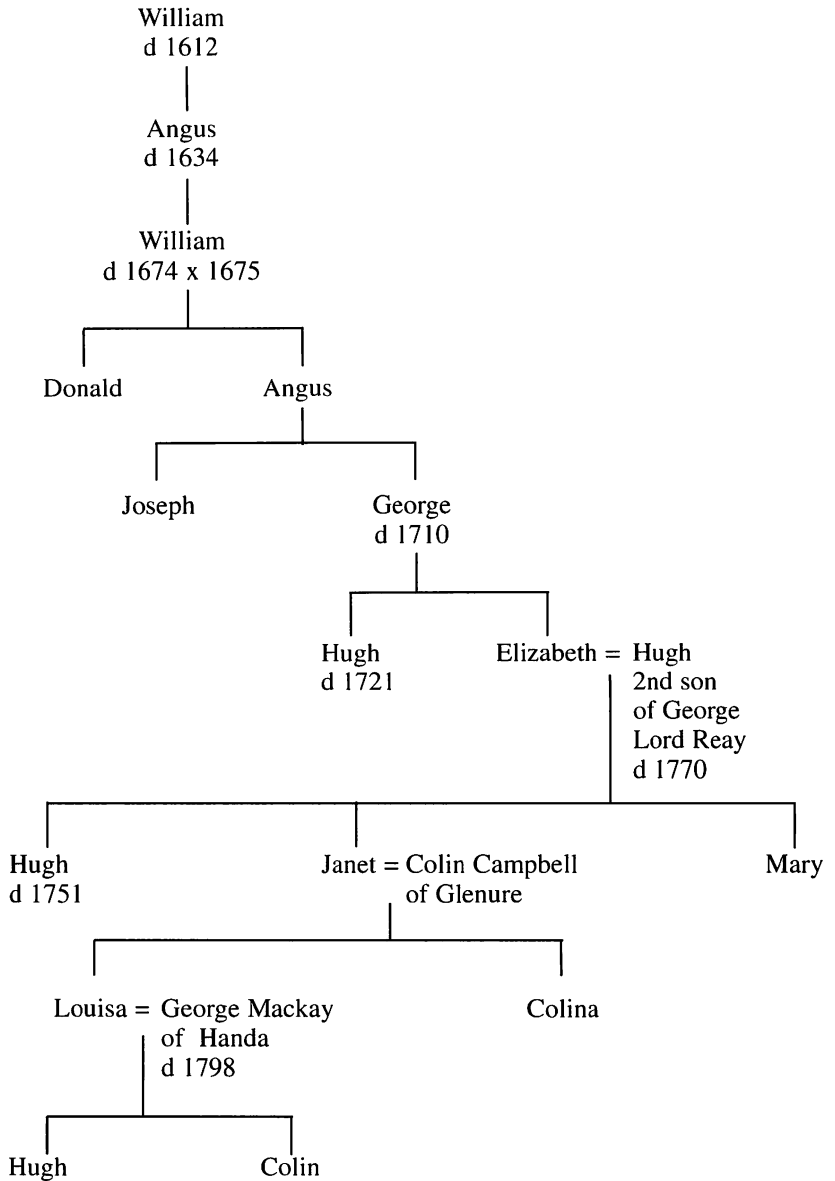 William
d 1612
Angus
d 1634
William
d 1674 x 1675
Donald
Angus
Joseph
George
d 1710
Hugh
d 1721
Elizabeth = Hugh
2nd son
of George
Lord Reay
d 1770
Hugh
d 1751
Janet = Colin Campbell
of Glenure
Mary
Louisa = George Mackay
of Handa
d 1798
Colina
Hugh
Colin